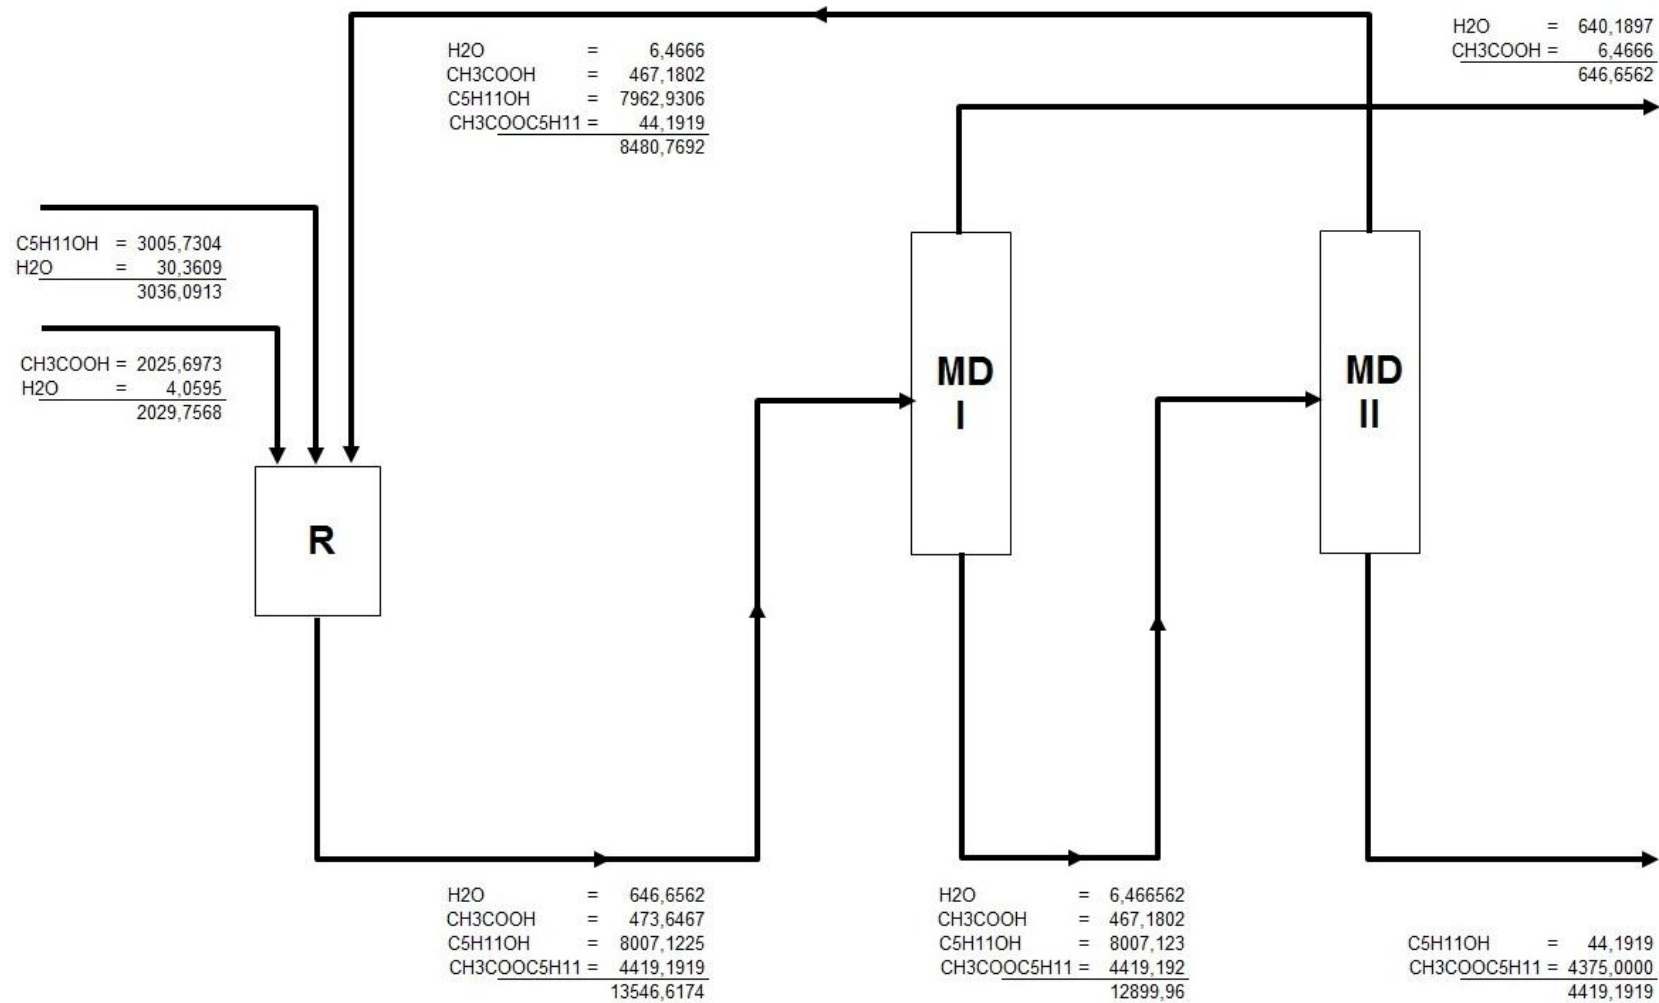 H2O = 6,4666
CH3COOH = 467,1802
C5H11OH = 7962,9306
CH3COOC5H11 = 44,1919
8480,7692
H2O = 640,1897
CH3COOH = 6,4666
646,6562
C5H11OH = 3005,7304
H2O = 30,3609
3036,0913
CH3COOH = 2025,6973
H2O = 4,0595
2029,7568
R
MD
I
MD
II
H2O = 646,6562
CH3COOH = 473,6467
C5H11OH = 8007,1225
CH3COOC5H11 = 4419,1919
13546,6174
H2O = 6,466562
CH3COOH = 467,1802
C5H11OH = 8007,123
CH3COOC5H11 = 4419,192
12899,96
C5H11OH = 44,1919
CH3COOC5H11 = 4375,0000
4419,1919